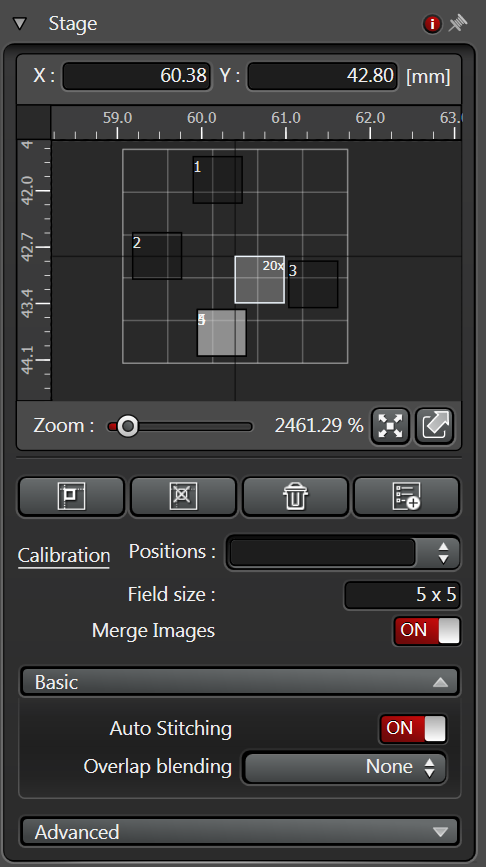 Stage
X : 60.38 Y : 42.80 [mm]
59.0 60.0 61.0 62.0 63.0
4
42.0
42.7
43.4
44.1
1
2
20x
3
Zoom : 2461.29 %
Calibration
Positions :
Field size : 5 x 5
Merge Images ON
Basic
Auto Stitching ON
Overlap blending None
Advanced